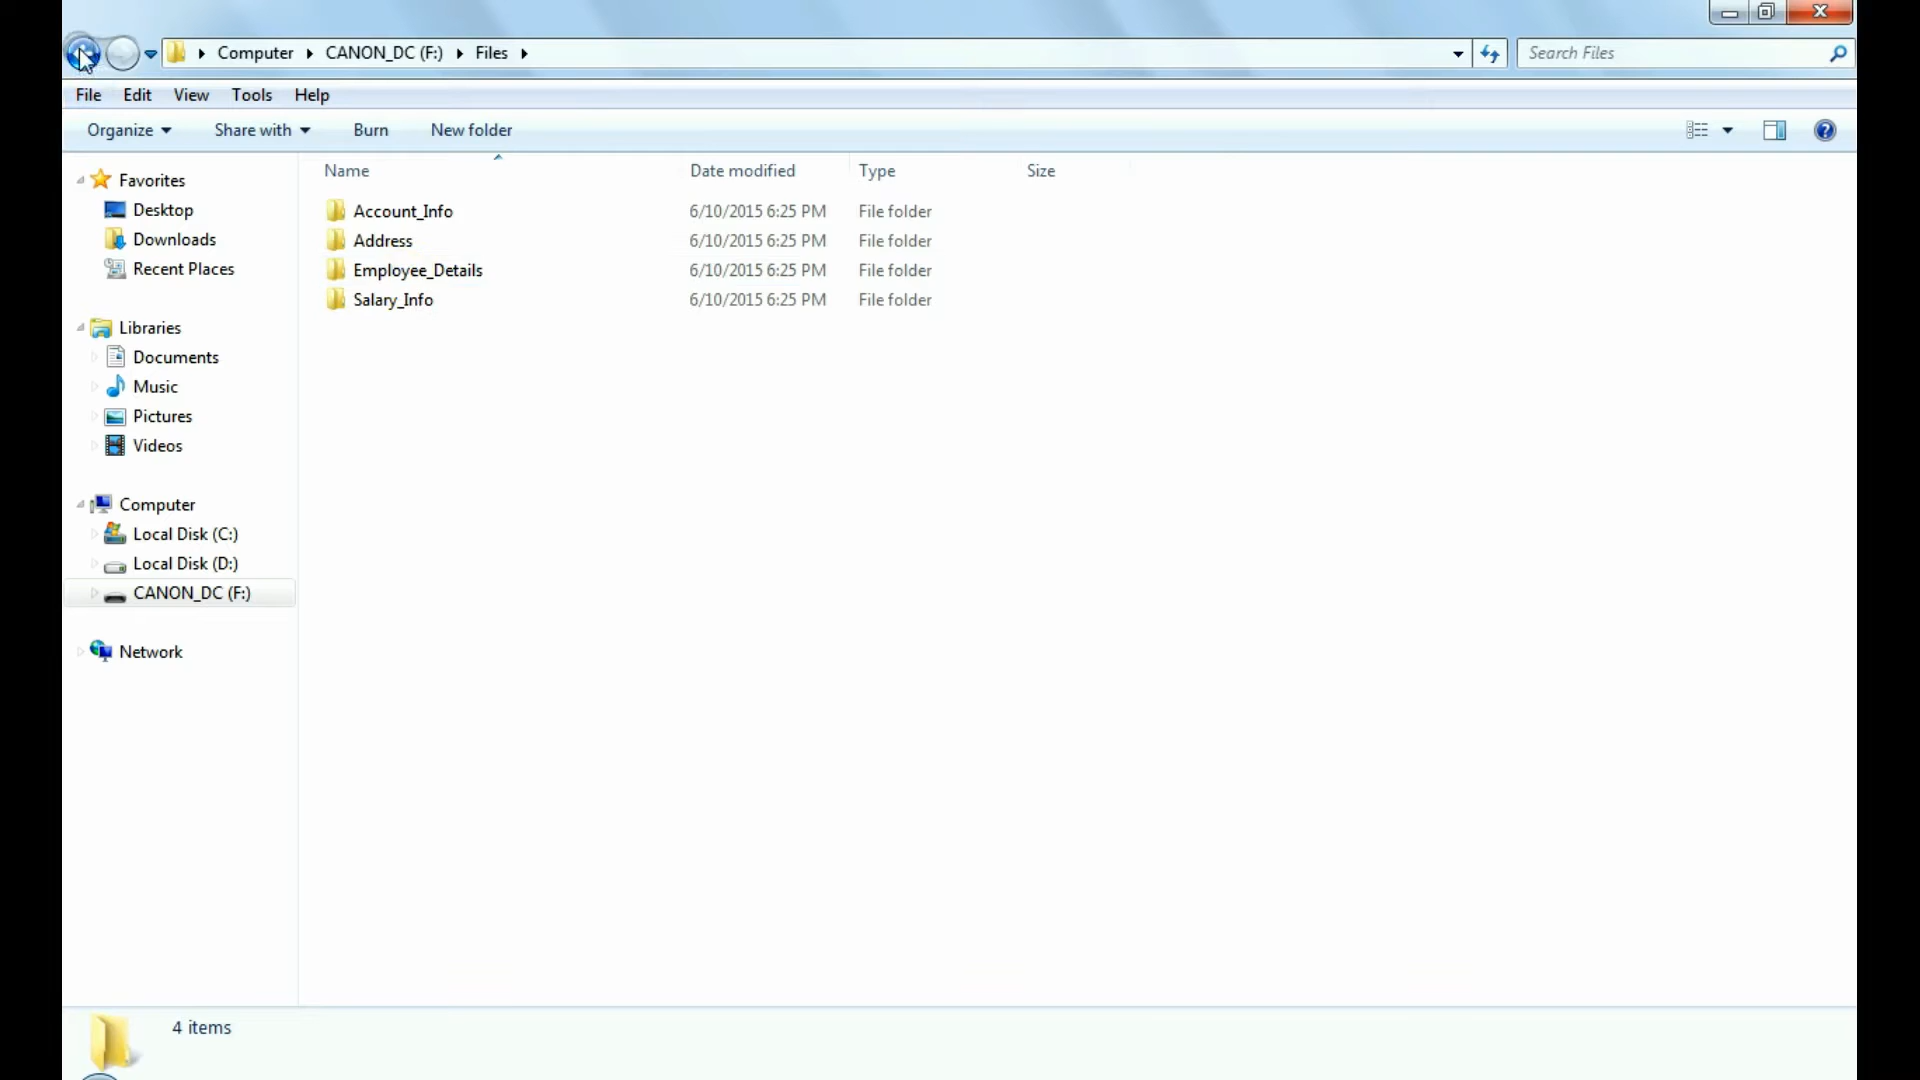 Computer CANON_DC (F:) Files
Search Files
File Edit View Tools Help
Organize Share with Burn New folder
Name Date modified Type Size
Favorites
Desktop
Downloads
Recent Places
Libraries
Documents
Music
Pictures
Videos
Computer
Local Disk (C:)
Local Disk (D:)
CANON_DC (F:)
Network
Account_Info 6/10/2015 6:25 PM File folder
Address 6/10/2015 6:25 PM File folder
Employee_Details 6/10/2015 6:25 PM File folder
Salary_Info 6/10/2015 6:25 PM File folder
4 items